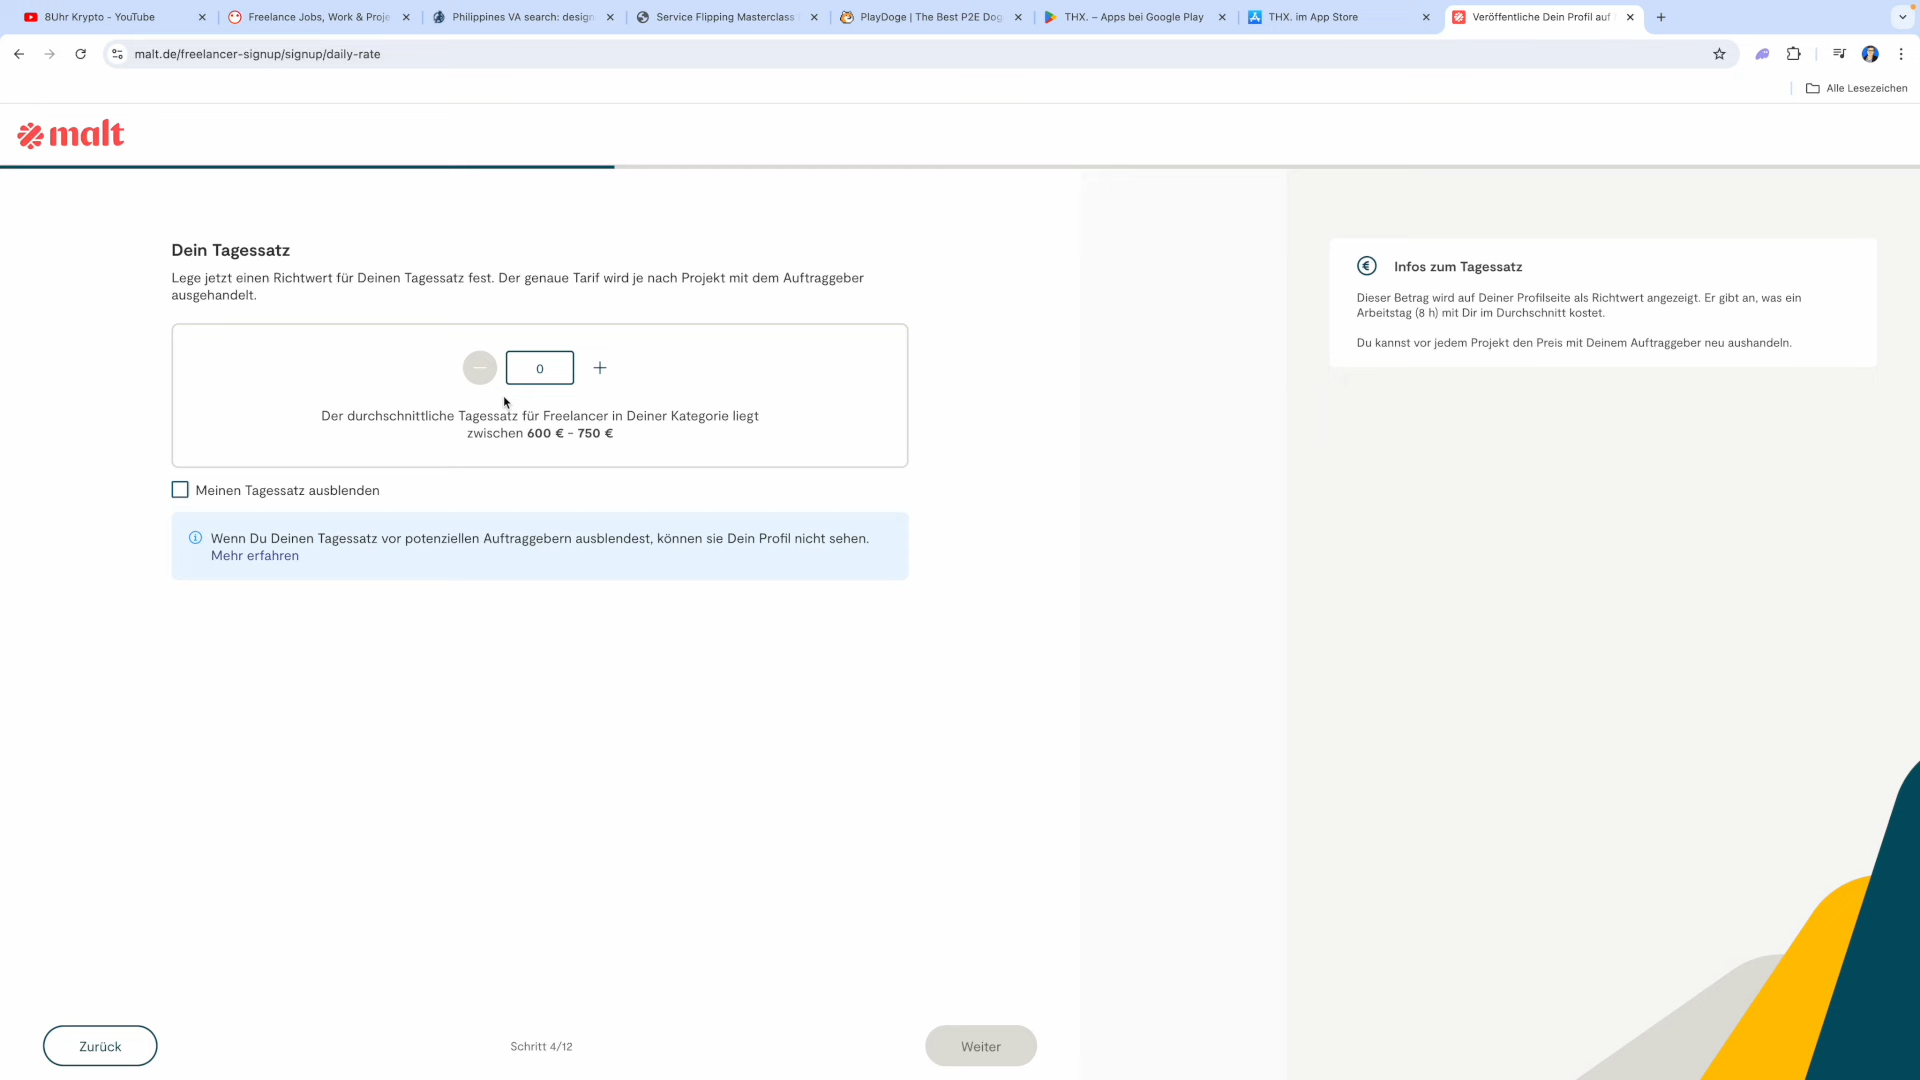 8Uhr Krypto - YouTube
Freelance Jobs, Work & Proje
Philippines VA search: design
Service Flipping Masterclass
PlayDoge | The Best P2E Dog
THX. – Apps bei Google Play
THX. im App Store
Veröffentliche Dein Profil auf
malt.de/freelancer-signup/signup/daily-rate
Alle Lesezeichen
malt
Dein Tagessatz
Lege jetzt einen Richtwert für Deinen Tagessatz fest. Der genaue Tarif wird je nach Projekt mit dem Auftraggeber
ausgehandelt.
0
Der durchschnittliche Tagessatz für Freelancer in Deiner Kategorie liegt
zwischen 600 € - 750 €
Meinen Tagessatz ausblenden
Wenn Du Deinen Tagessatz vor potenziellen Auftraggebern ausblendest, können sie Dein Profil nicht sehen.
Mehr erfahren
Infos zum Tagessatz
Dieser Betrag wird auf Deiner Profilseite als Richtwert angezeigt. Er gibt an, was ein
Arbeitstag (8 h) mit Dir im Durchschnitt kostet.
Du kannst vor jedem Projekt den Preis mit Deinem Auftraggeber neu aushandeln.
Zurück
Schritt 4/12
Weiter